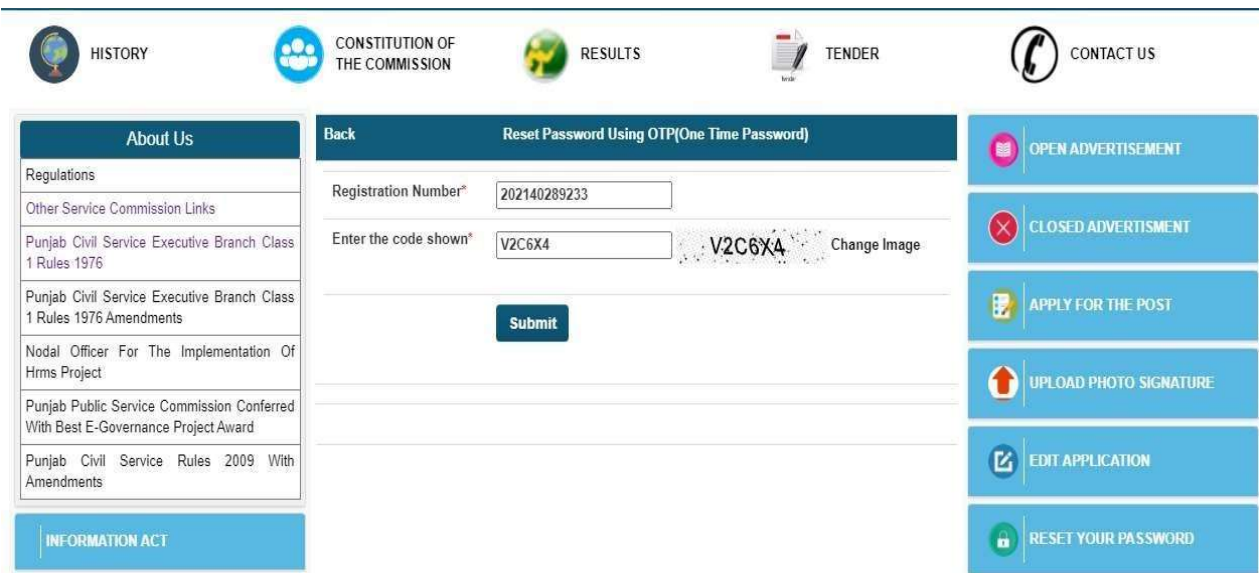 HISTORY
CONSTITUTION OF
THE COMMISSION
RESULTS
Tender
TENDER
CONTACT US
About Us
Regulations
Other Service Commission Links
Punjab Civil Service Executive Branch Class
1 Rules 1976
Punjab Civil Service Executive Branch Class
1 Rules 1976 Amendments
Nodal Officer For The Implementation Of
Hrms Project
Punjab Public Service Commission Conferred
With Best E-Governance Project Award
Punjab Civil Service Rules 2009 With
Amendments
INFORMATION ACT
Back Reset Password Using OTP(One Time Password)
Registration Number* 202140289233
Enter the code shown* V2C6X4 V2C6X4 Change Image
Submit
OPEN ADVERTISEMENT
CLOSED ADVERTISMENT
APPLY FOR THE POST
UPLOAD PHOTO SIGNATURE
EDIT APPLICATION
RESET YOUR PASSWORD